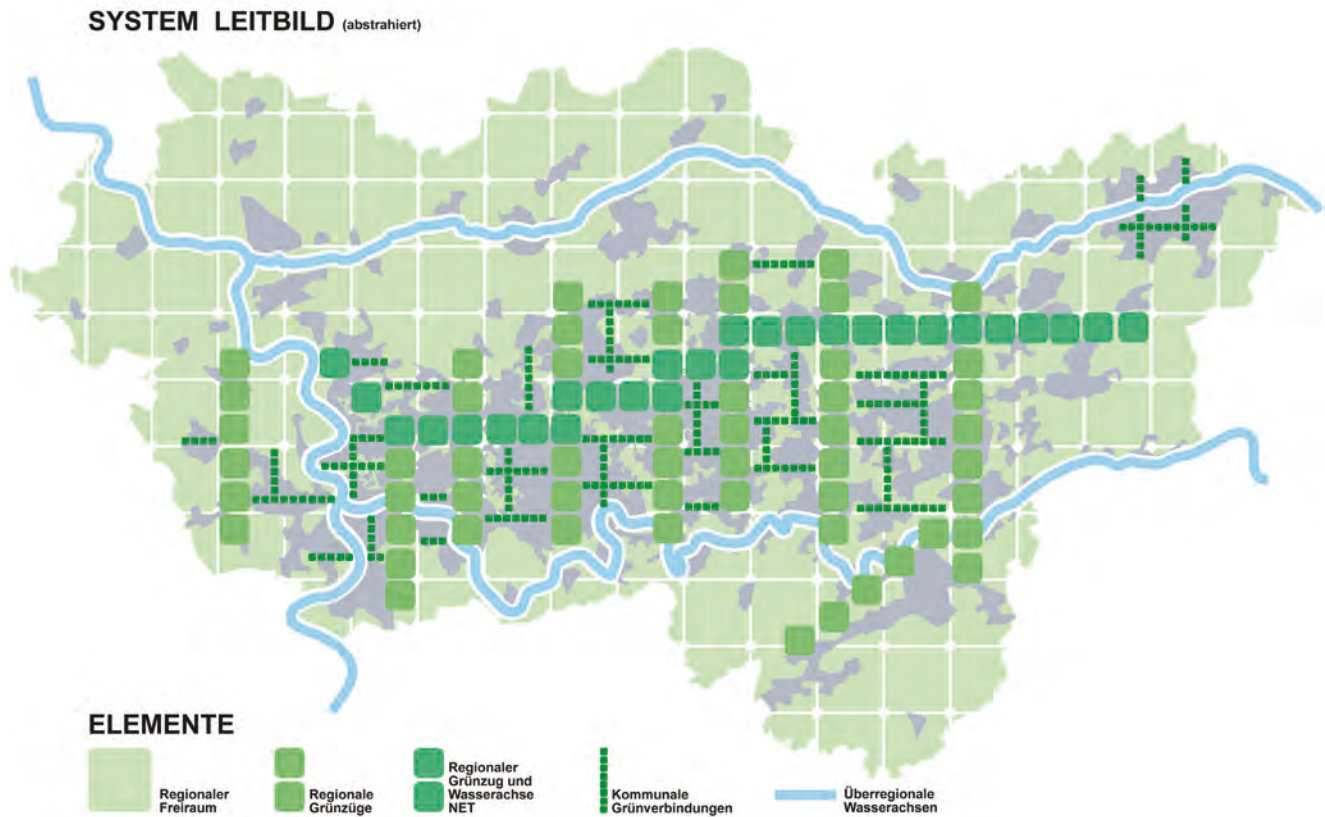 SYSTEM LEITBILD (abstrahiert)
ELEMENTE
Regionaler
Freiraum
Regionale
Grünzüge
Regionaler
Grünzug und
Wasserachse
NET
Kommunale
Grünverbindungen
Überregionale
Wasserachsen